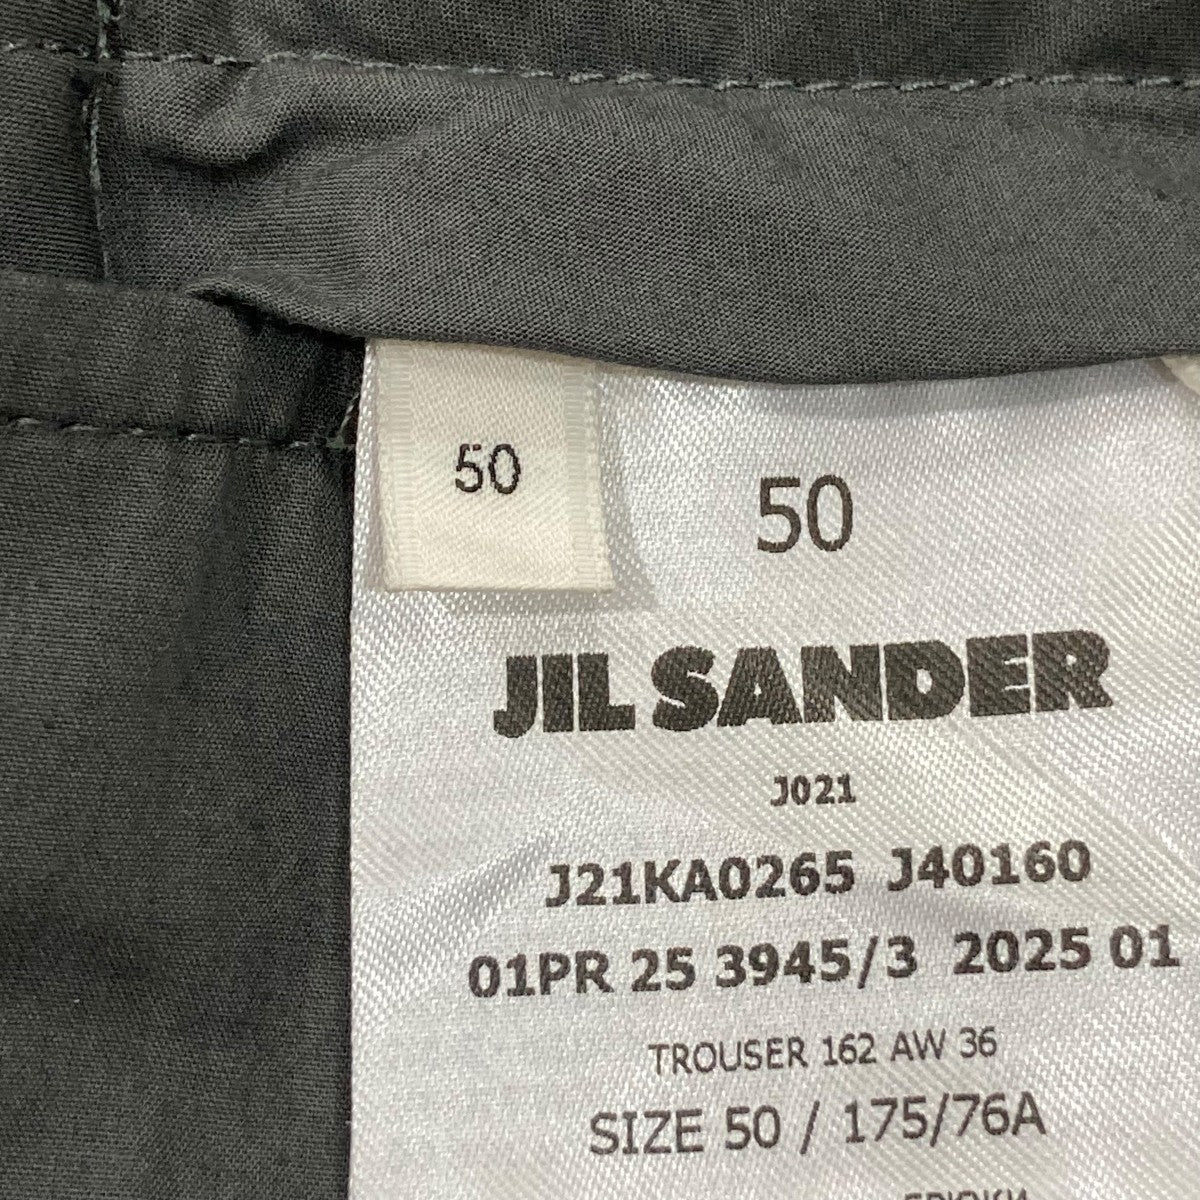 50
50
JIL SANDER
J021
J21KA0265 J40160
01PR 25 3945/3 2025 01
TROUSER 162 AW 36
SIZE 50 / 175/76A